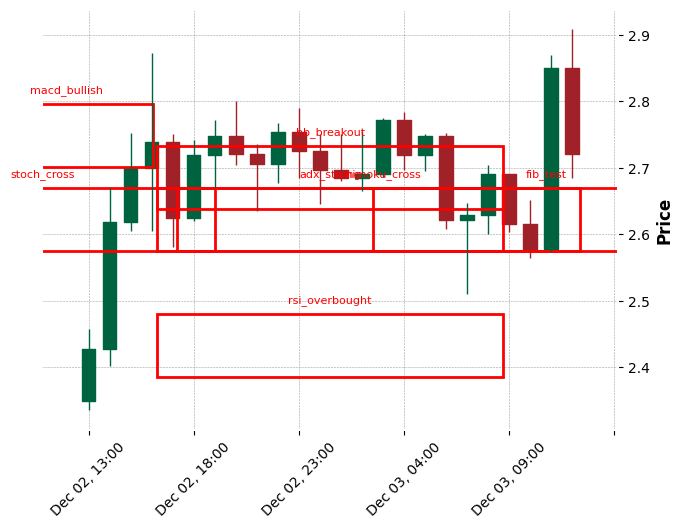 macd_bullish
bb_breakout
stoch_cross
fib_test
rsi_overbought
2.9
2.8
2.7
2.6
2.5
2.4
Price
Dec 02, 13:00
Dec 02, 18:00
Dec 02, 23:00
Dec 03, 04:00
Dec 03, 09:00